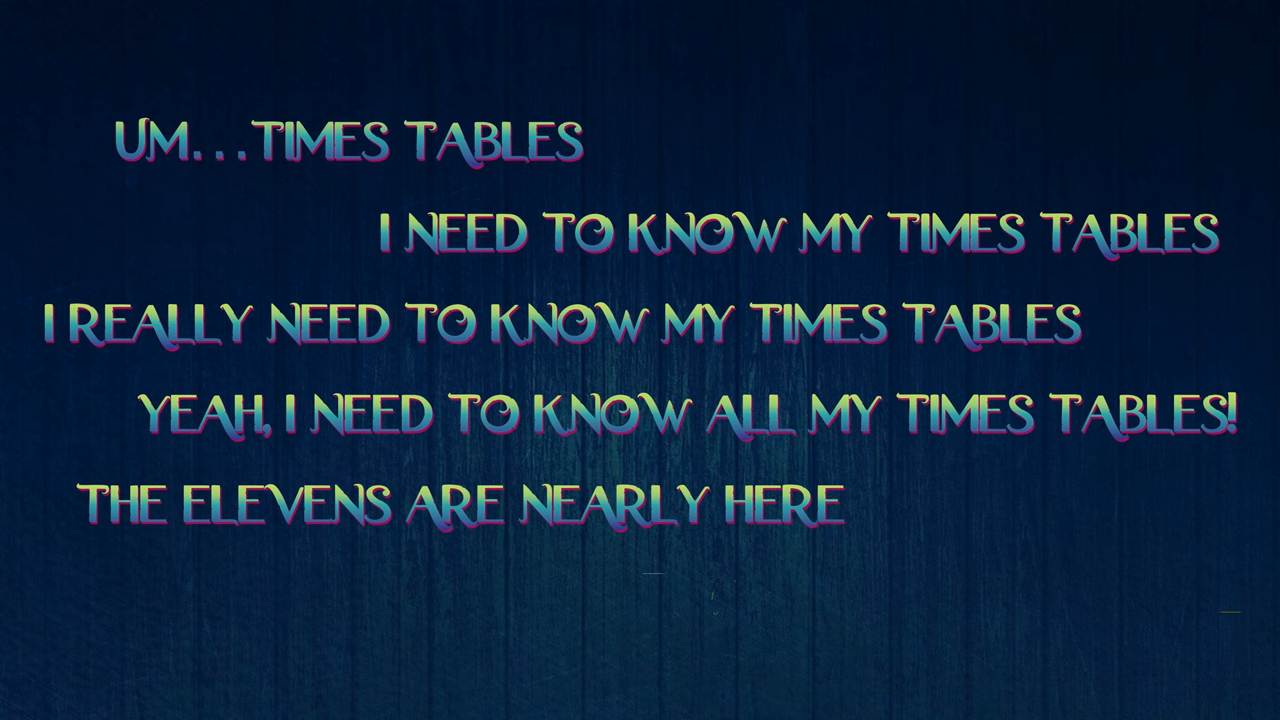 UM...TIMES TABLES
I NEED TO KNOW MY TIMES TABLES
I REALLY NEED TO KNOW MY TIMES TABLES
YEAH, I NEED TO KNOW ALL MY TIMES TABLES!
THE ELEVENS ARE NEARLY HERE